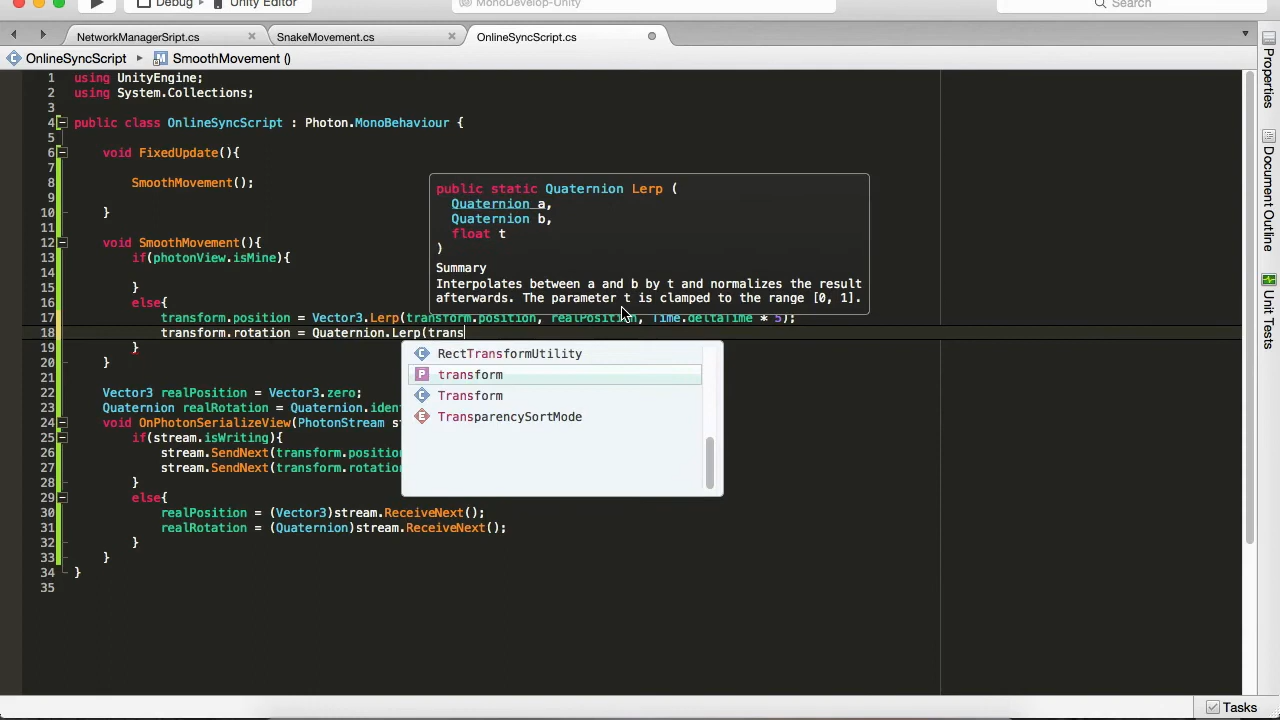 Debug
Unity Editor
MonoDevelop-Unity
Search
NetworkManagerSript.cs
SnakeMovement.cs
OnlineSyncScript.cs
OnlineSyncScript
SmoothMovement ()
1 using UnityEngine;
2 using System.Collections;
3
4 public class OnlineSyncScript : Photon.MonoBehaviour {
5
6 void FixedUpdate(){
7
8 SmoothMovement();
9
10 }
11
12 void SmoothMovement(){
13 if(photonView.isMine){
14
15 }
16 else{
17 transform.position = Vector3.Lerp(transform.position, realPosition, Time.deltaTime * 5);
18 transform.rotation = Quaternion.Lerp(trans
19 }
20 }
21
22 Vector3 realPosition = Vector3.zero;
23 Quaternion realRotation = Quaternion.iden
24 void OnPhotonSerializeView(PhotonStream s
25 if(stream.isWriting){
26 stream.SendNext(transform.positio
27 stream.SendNext(transform.rotatio
28 }
29 else{
30 realPosition = (Vector3)stream.ReceiveNext();
31 realRotation = (Quaternion)stream.ReceiveNext();
32 }
33 }
34 }
35
public static Quaternion Lerp (
Quaternion a,
Quaternion b,
float t
)
Summary
Interpolates between a and b by t and normalizes the result
afterwards. The parameter t is clamped to the range [0, 1].
RectTransformUtility
transform
Transform
TransparencySortMode
Properties
Document Outline
Unit Tests
Tasks